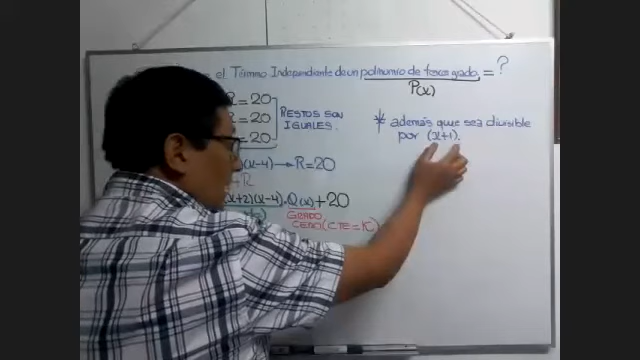 el Término Independiente de un polinomio de tercer grado = ?
P(x)
R = 20
= 20
= 20
RESTOS SON
IGUALES.
* además que sea divisible
por (x+1).
(x-4) → R = 20
+ R
(x+2)(x-4) . Q(x) + 20
GRADO
CERO (CTE = K)